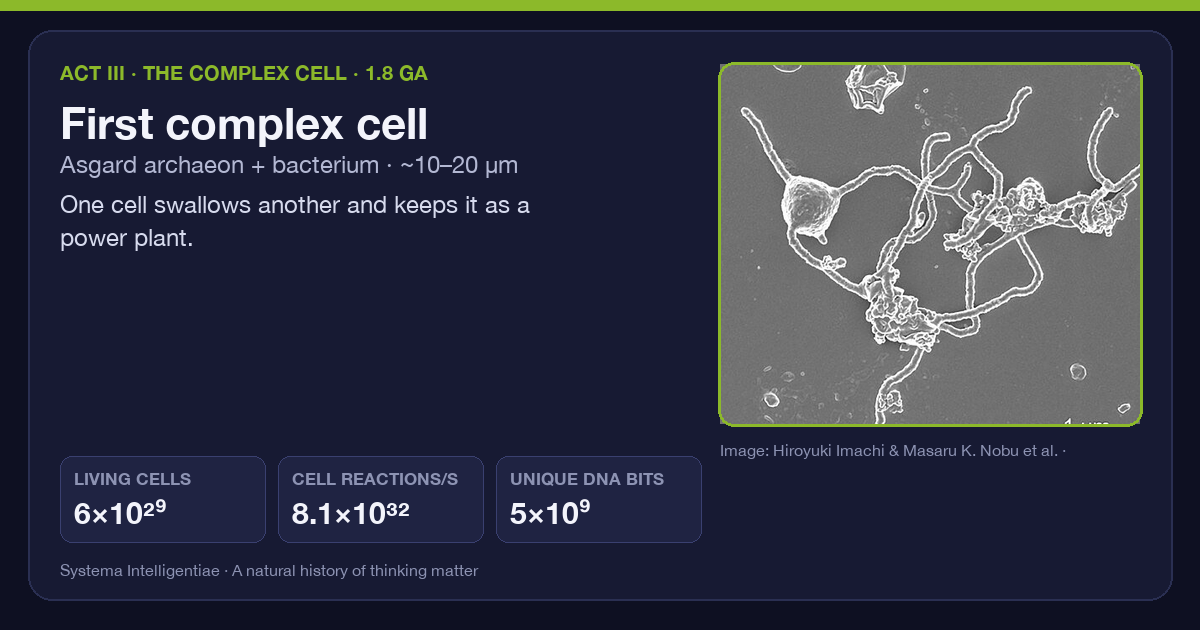 ACT III · THE COMPLEX CELL · 1.8 GA
First complex cell
Asgard archaeon + bacterium · ~10–20 µm
One cell swallows another and keeps it as a
power plant.
Image: Hiroyuki Imachi & Masaru K. Nobu et al. ·
LIVING CELLS
6×10²⁹
CELL REACTIONS/S
8.1×10³²
UNIQUE DNA BITS
5×10⁹
Systema Intelligentiae · A natural history of thinking matter